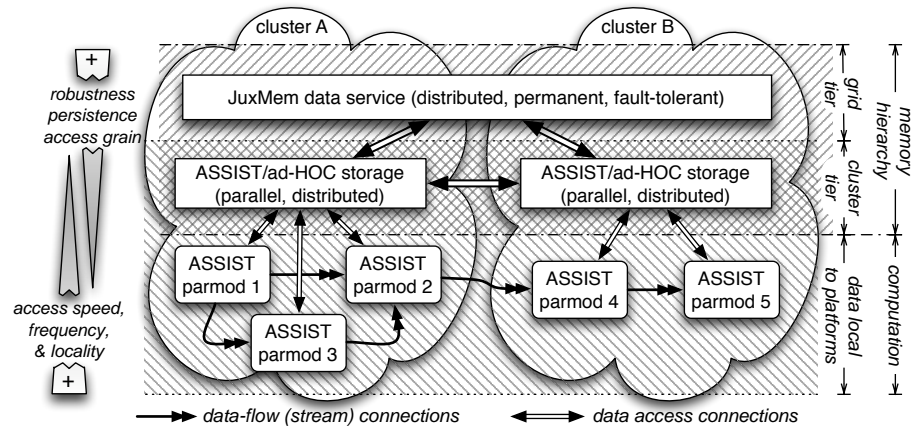 cluster A
cluster B
+
robustness
persistence
access grain
JuxMem data service (distributed, permanent, fault-tolerant)
ASSIST/ad-HOC storage
(parallel, distributed)
ASSIST/ad-HOC storage
(parallel, distributed)
ASSIST
parmod 1
ASSIST
parmod 2
ASSIST
parmod 3
ASSIST
parmod 4
ASSIST
parmod 5
access speed,
frequency,
& locality
+
grid
tier
cluster
tier
data local
to platforms
memory
hierarchy
computation
data-flow (stream) connections
data access connections